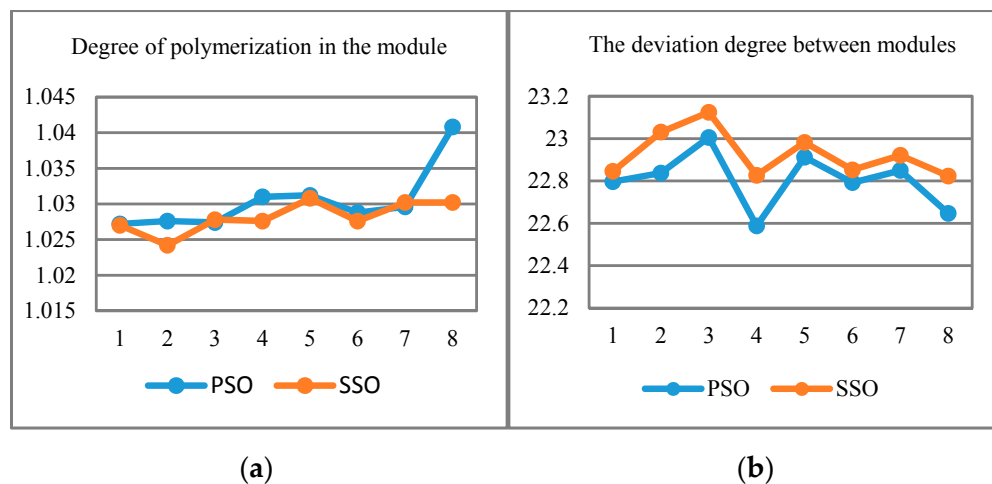 Degree of polymerization in the module
1.045
1.04
1.035
1.03
1.025
1.02
1.015
1 2 3 4 5 6 7 8
PSO SSO
The deviation degree between modules
23.2
23
22.8
22.6
22.4
22.2
1 2 3 4 5 6 7 8
PSO SSO
(a) (b)